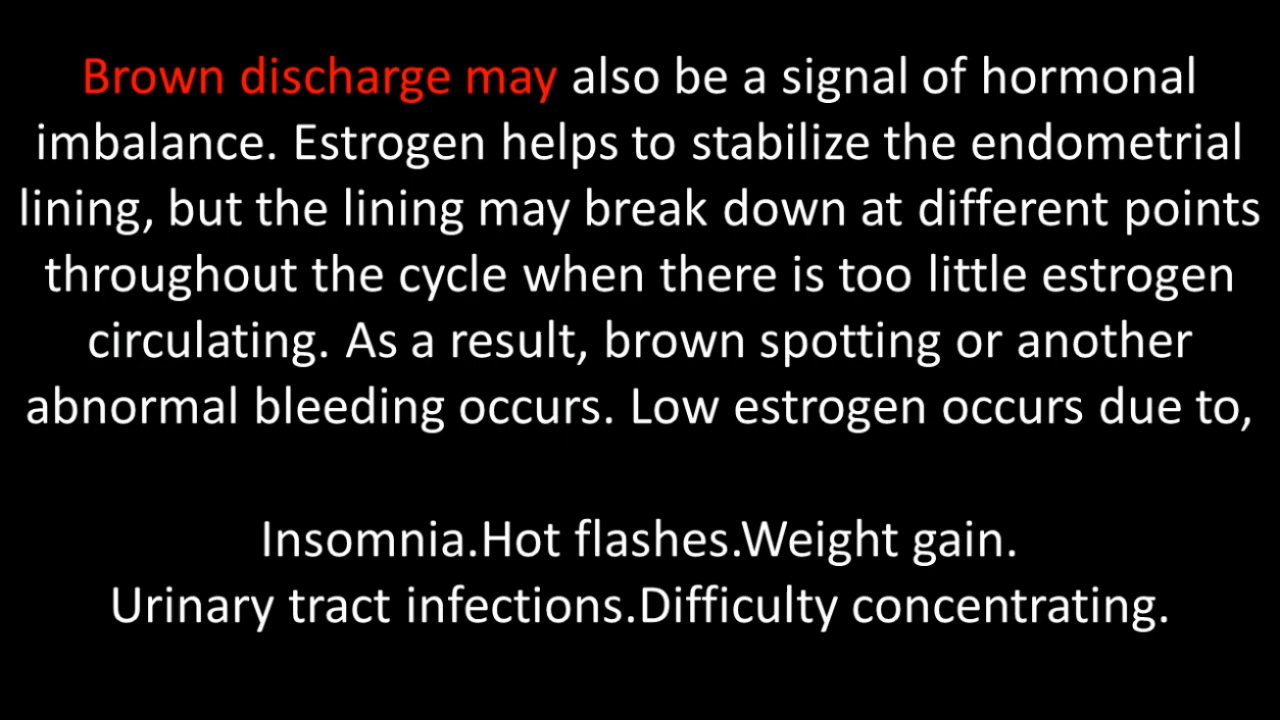 Brown discharge may also be a signal of hormonal
imbalance. Estrogen helps to stabilize the endometrial
lining, but the lining may break down at different points
throughout the cycle when there is too little estrogen
circulating. As a result, brown spotting or another
abnormal bleeding occurs. Low estrogen occurs due to,
Insomnia.Hot flashes.Weight gain.
Urinary tract infections.Difficulty concentrating.